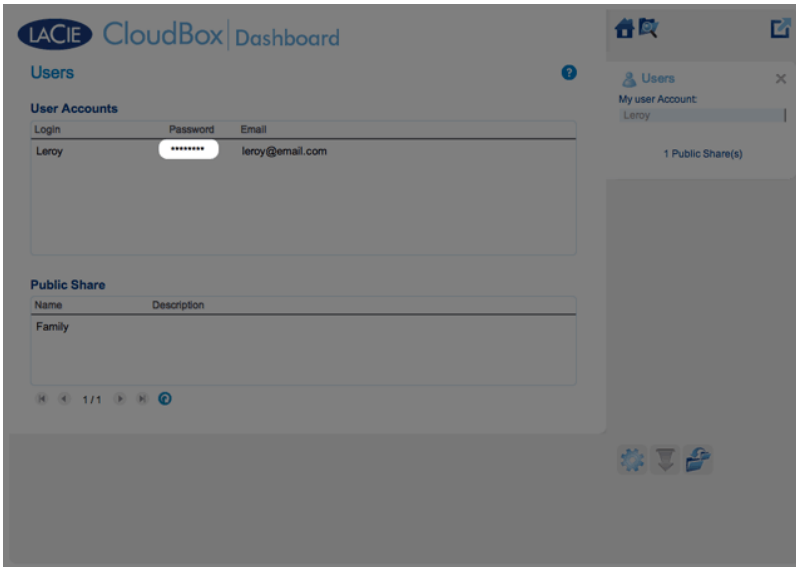 LACIE CloudBox Dashboard
Users
User Accounts
Login Password Email
Leroy •••••••• leroy@email.com
Public Share
Name Description
Family
1 / 1
Users
My user Account:
Leroy
1 Public Share(s)